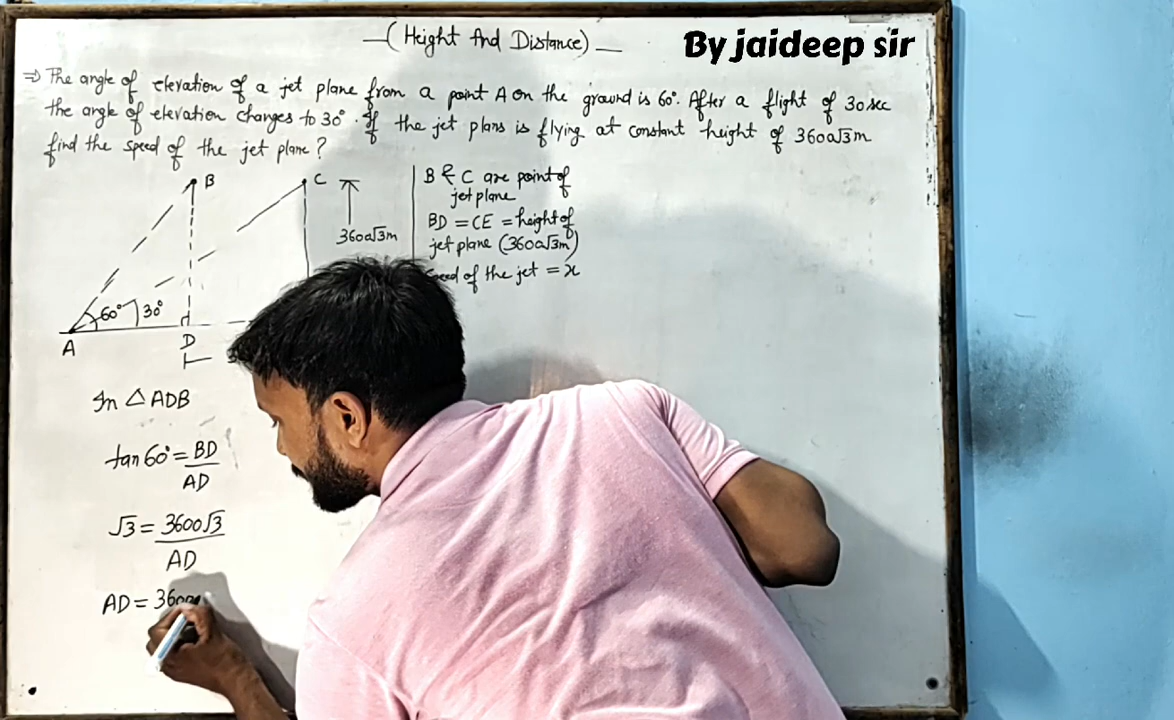 (Height And Distance)
By jaideep sir
⇒ The angle of elevation of a jet plane from a point A on the ground is 60°. After a flight of 30 sec
the angle of elevation changes to 30°. If the jet plans is flying at constant height of 3600√3m
find the speed of the jet plane?
B
C
3600√3m
60°
30°
A
D
B & C are point of
jet plane
BD = CE = height of
jet plane (3600√3m)
of the jet = x
In △ ADB
tan 60° = BD
AD
√3 = 3600√3
AD
AD = 3600